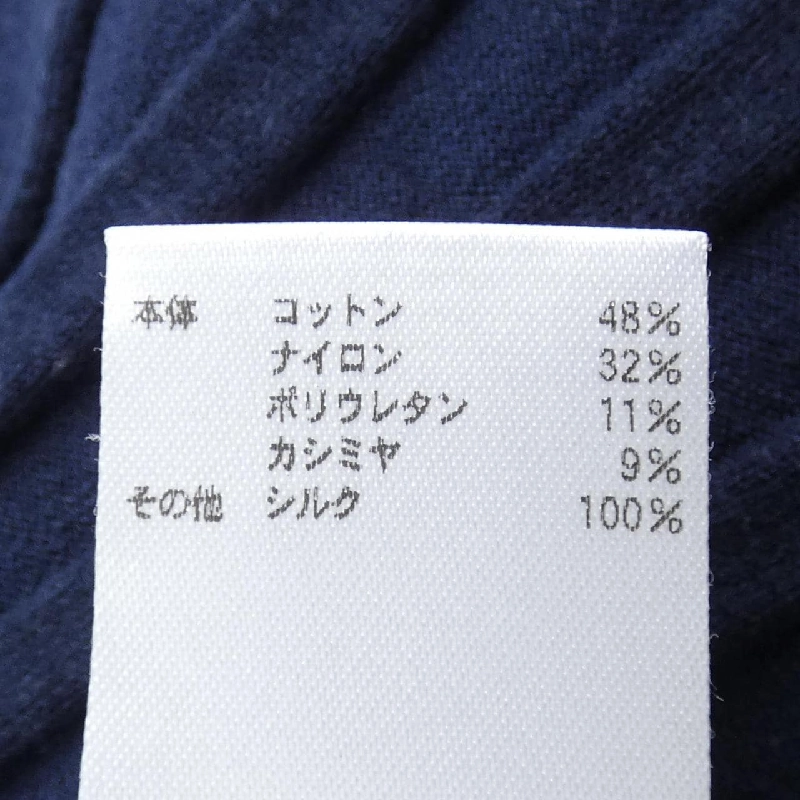 本体 コットン 48%
ナイロン 32%
ポリウレタン 11%
カシミヤ 9%
その他 シルク 100%